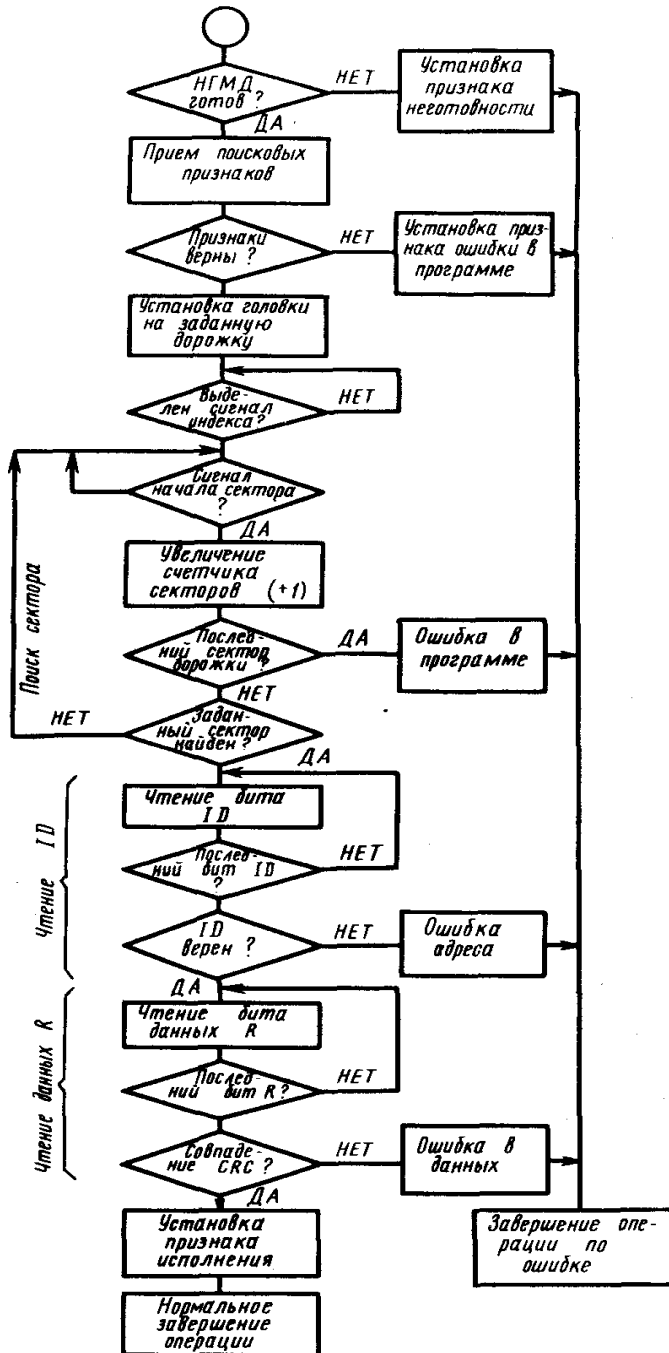 НГМД
готов ?
НЕТ
Установка
признака
неготовности
ДА
Прием поисковых
признаков
Признаки
верны ?
НЕТ
Установка приз-
нака ошибки в
программе
Установка головки
на заданную
дорожку
Выде-
лен сигнал
индекса?
НЕТ
Сигнал
начала сектора
?
ДА
Увеличение
счетчика
секторов (+1)
Поиск сектора
Послед-
ний сектор
дорожки ?
ДА
Ошибка в
программе
НЕТ
НЕТ
Задан-
ный сектор
найден ?
ДА
Чтение ID
Чтение бита
ID
Послед-
ний бит ID
?
НЕТ
ID
верен ?
НЕТ
Ошибка
адреса
ДА
Чтение данных R
Чтение бита
данных R
Послед-
ний бит R?
НЕТ
Совпаде-
ние CRC ?
НЕТ
Ошибка в
данных
ДА
Установка
признака
исполнения
Завершение опе-
рации по
ошибке
Нормальное
завершение
операции